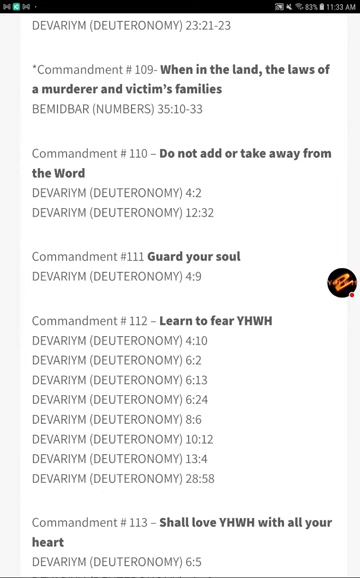 83% 11:33 AM
DEVARIYM (DEUTERONOMY) 23:21-23
*Commandment # 109- When in the land, the laws of
a murderer and victim's families
BEMIDBAR (NUMBERS) 35:10-33
Commandment # 110 – Do not add or take away from
the Word
DEVARIYM (DEUTERONOMY) 4:2
DEVARIYM (DEUTERONOMY) 12:32
Commandment #111 Guard your soul
DEVARIYM (DEUTERONOMY) 4:9
Commandment # 112 – Learn to fear YHWH
DEVARIYM (DEUTERONOMY) 4:10
DEVARIYM (DEUTERONOMY) 6:2
DEVARIYM (DEUTERONOMY) 6:13
DEVARIYM (DEUTERONOMY) 6:24
DEVARIYM (DEUTERONOMY) 8:6
DEVARIYM (DEUTERONOMY) 10:12
DEVARIYM (DEUTERONOMY) 13:4
DEVARIYM (DEUTERONOMY) 28:58
Commandment # 113 – Shall love YHWH with all your
heart
DEVARIYM (DEUTERONOMY) 6:5